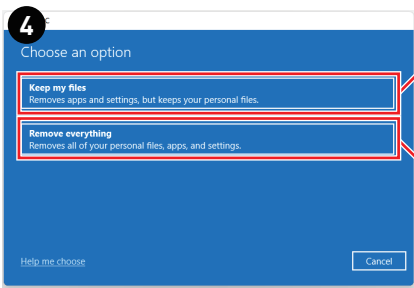 4
Choose an option
Keep my files
Removes apps and settings, but keeps your personal files.
Remove everything
Removes all of your personal files, apps, and settings.
Help me choose
Cancel